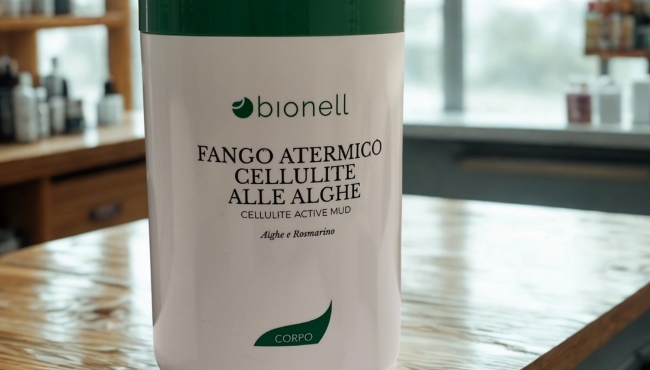 bionell
FANGO ATERMICO
CELLULITE
ALLE ALGHE
CELLULITE ACTIVE MUD
Alghe e Rosmarino
CORPO